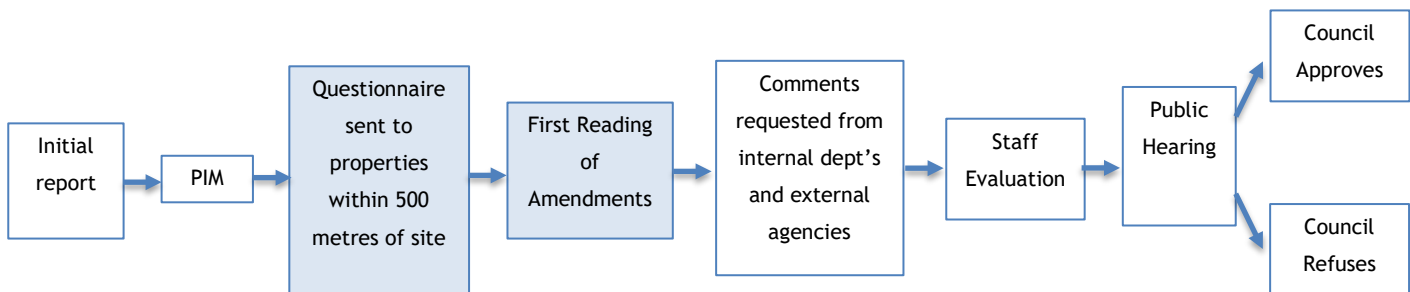 Initial
report
PIM
Questionnaire
sent to
properties
within 500
metres of site
First Reading
of
Amendments
Comments
requested from
internal dept’s
and external
agencies
Staff
Evaluation
Public
Hearing
Council
Approves
Council
Refuses